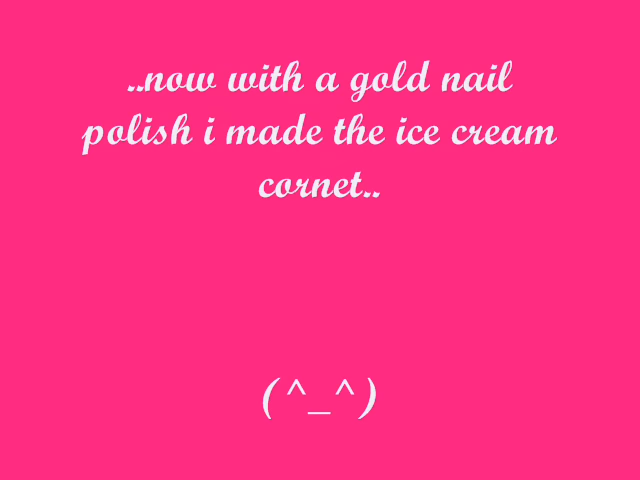 ..now with a gold nail
polish i made the ice cream
cornet..
(^_^)